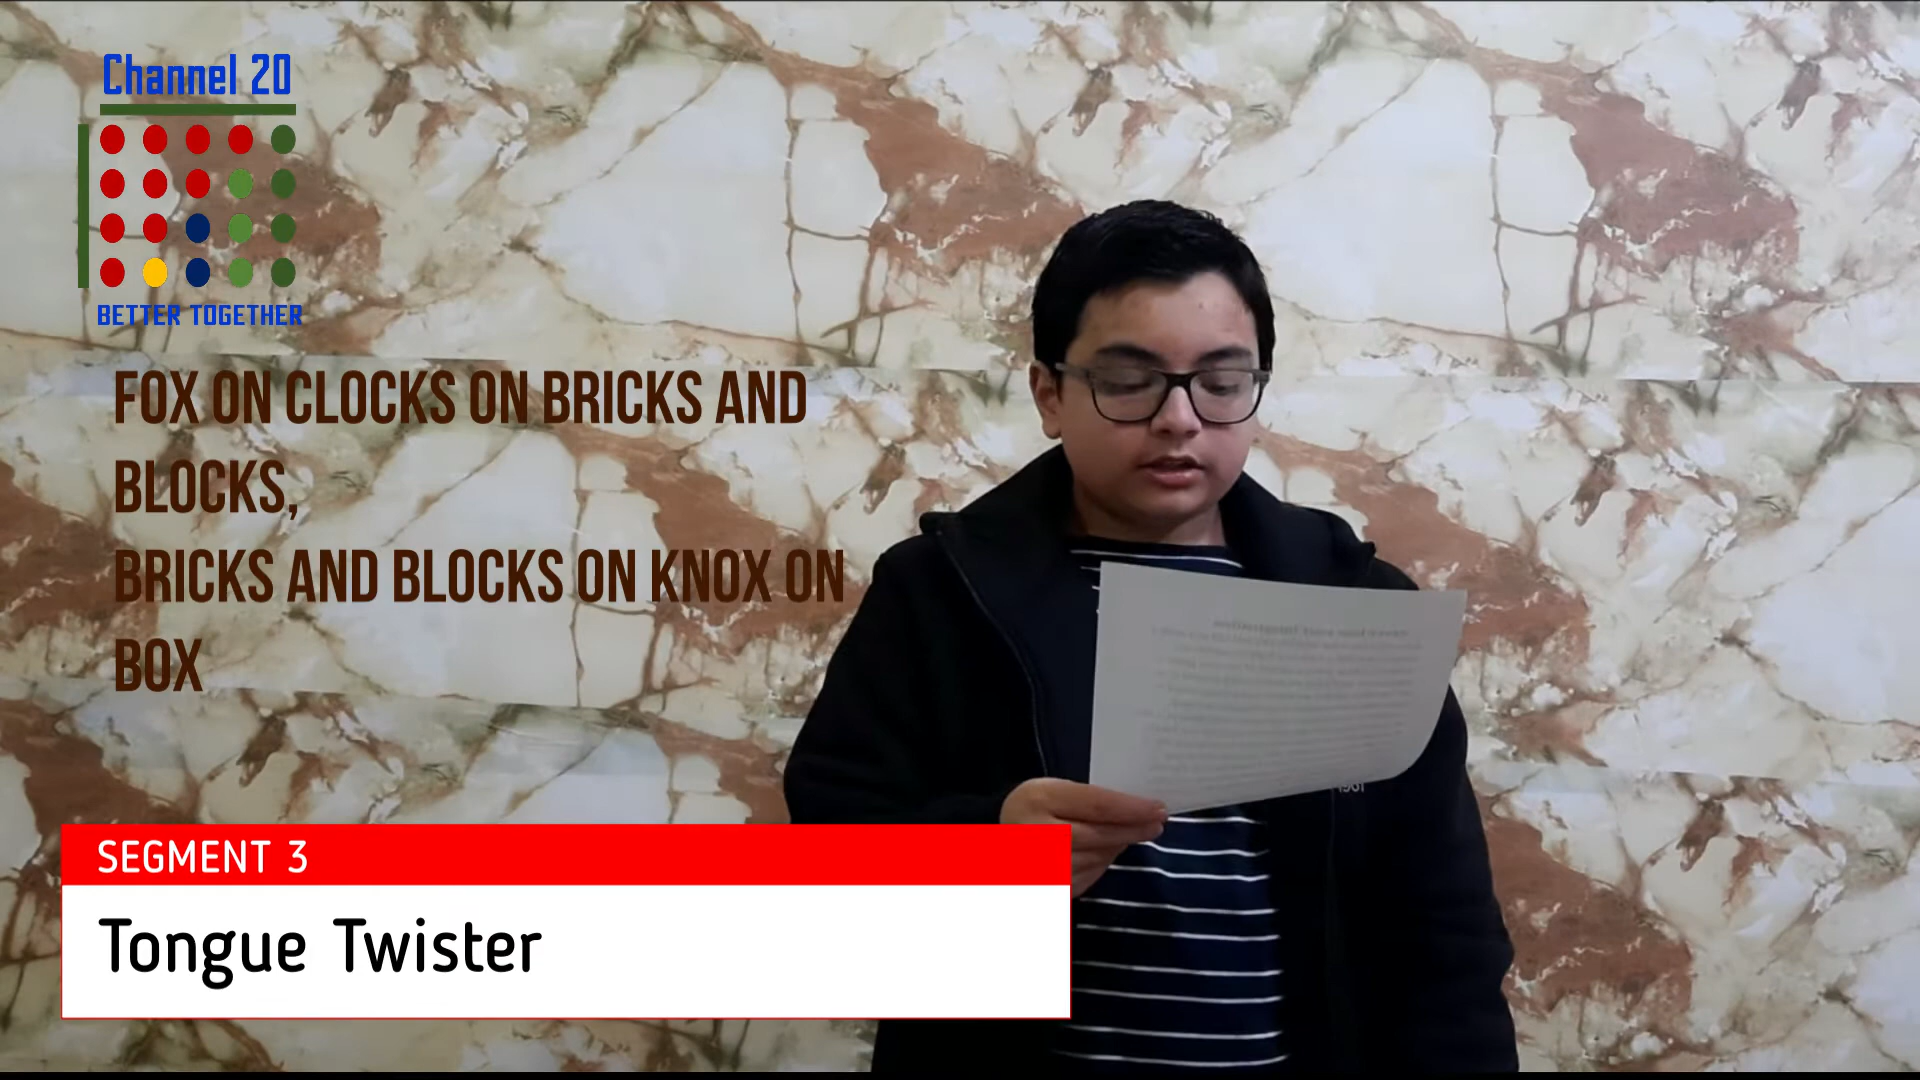 Channel 20
BETTER TOGETHER
FOX ON CLOCKS ON BRICKS AND
BLOCKS,
BRICKS AND BLOCKS ON KNOX ON
BOX
SEGMENT 3
Tongue Twister